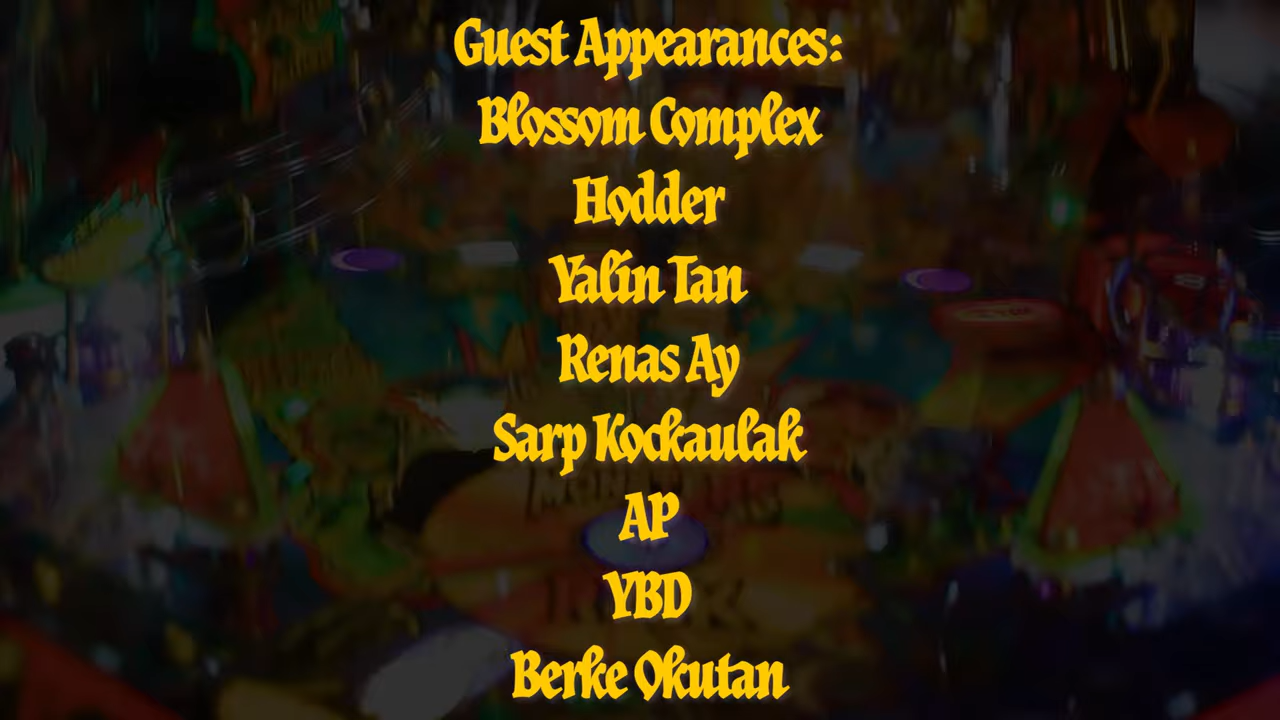 Guest Appearances:
Blossom Complex
Hodder
Yalin Tan
Renas Ay
Sarp Kockaulak
AP
YBD
Berke Okutan